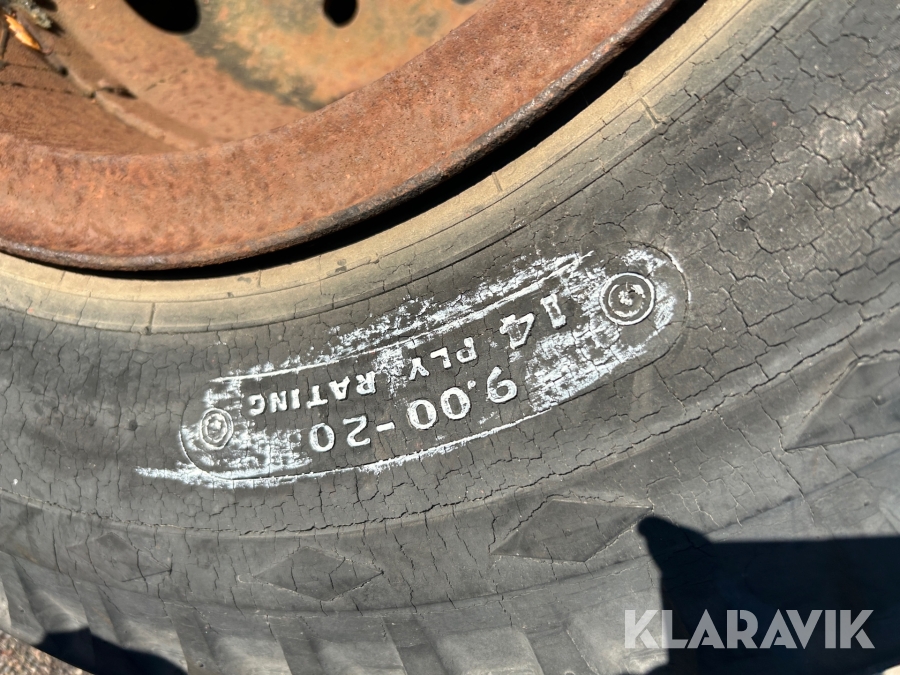 9.00-20
14 PLY RATING
KLARAVIK